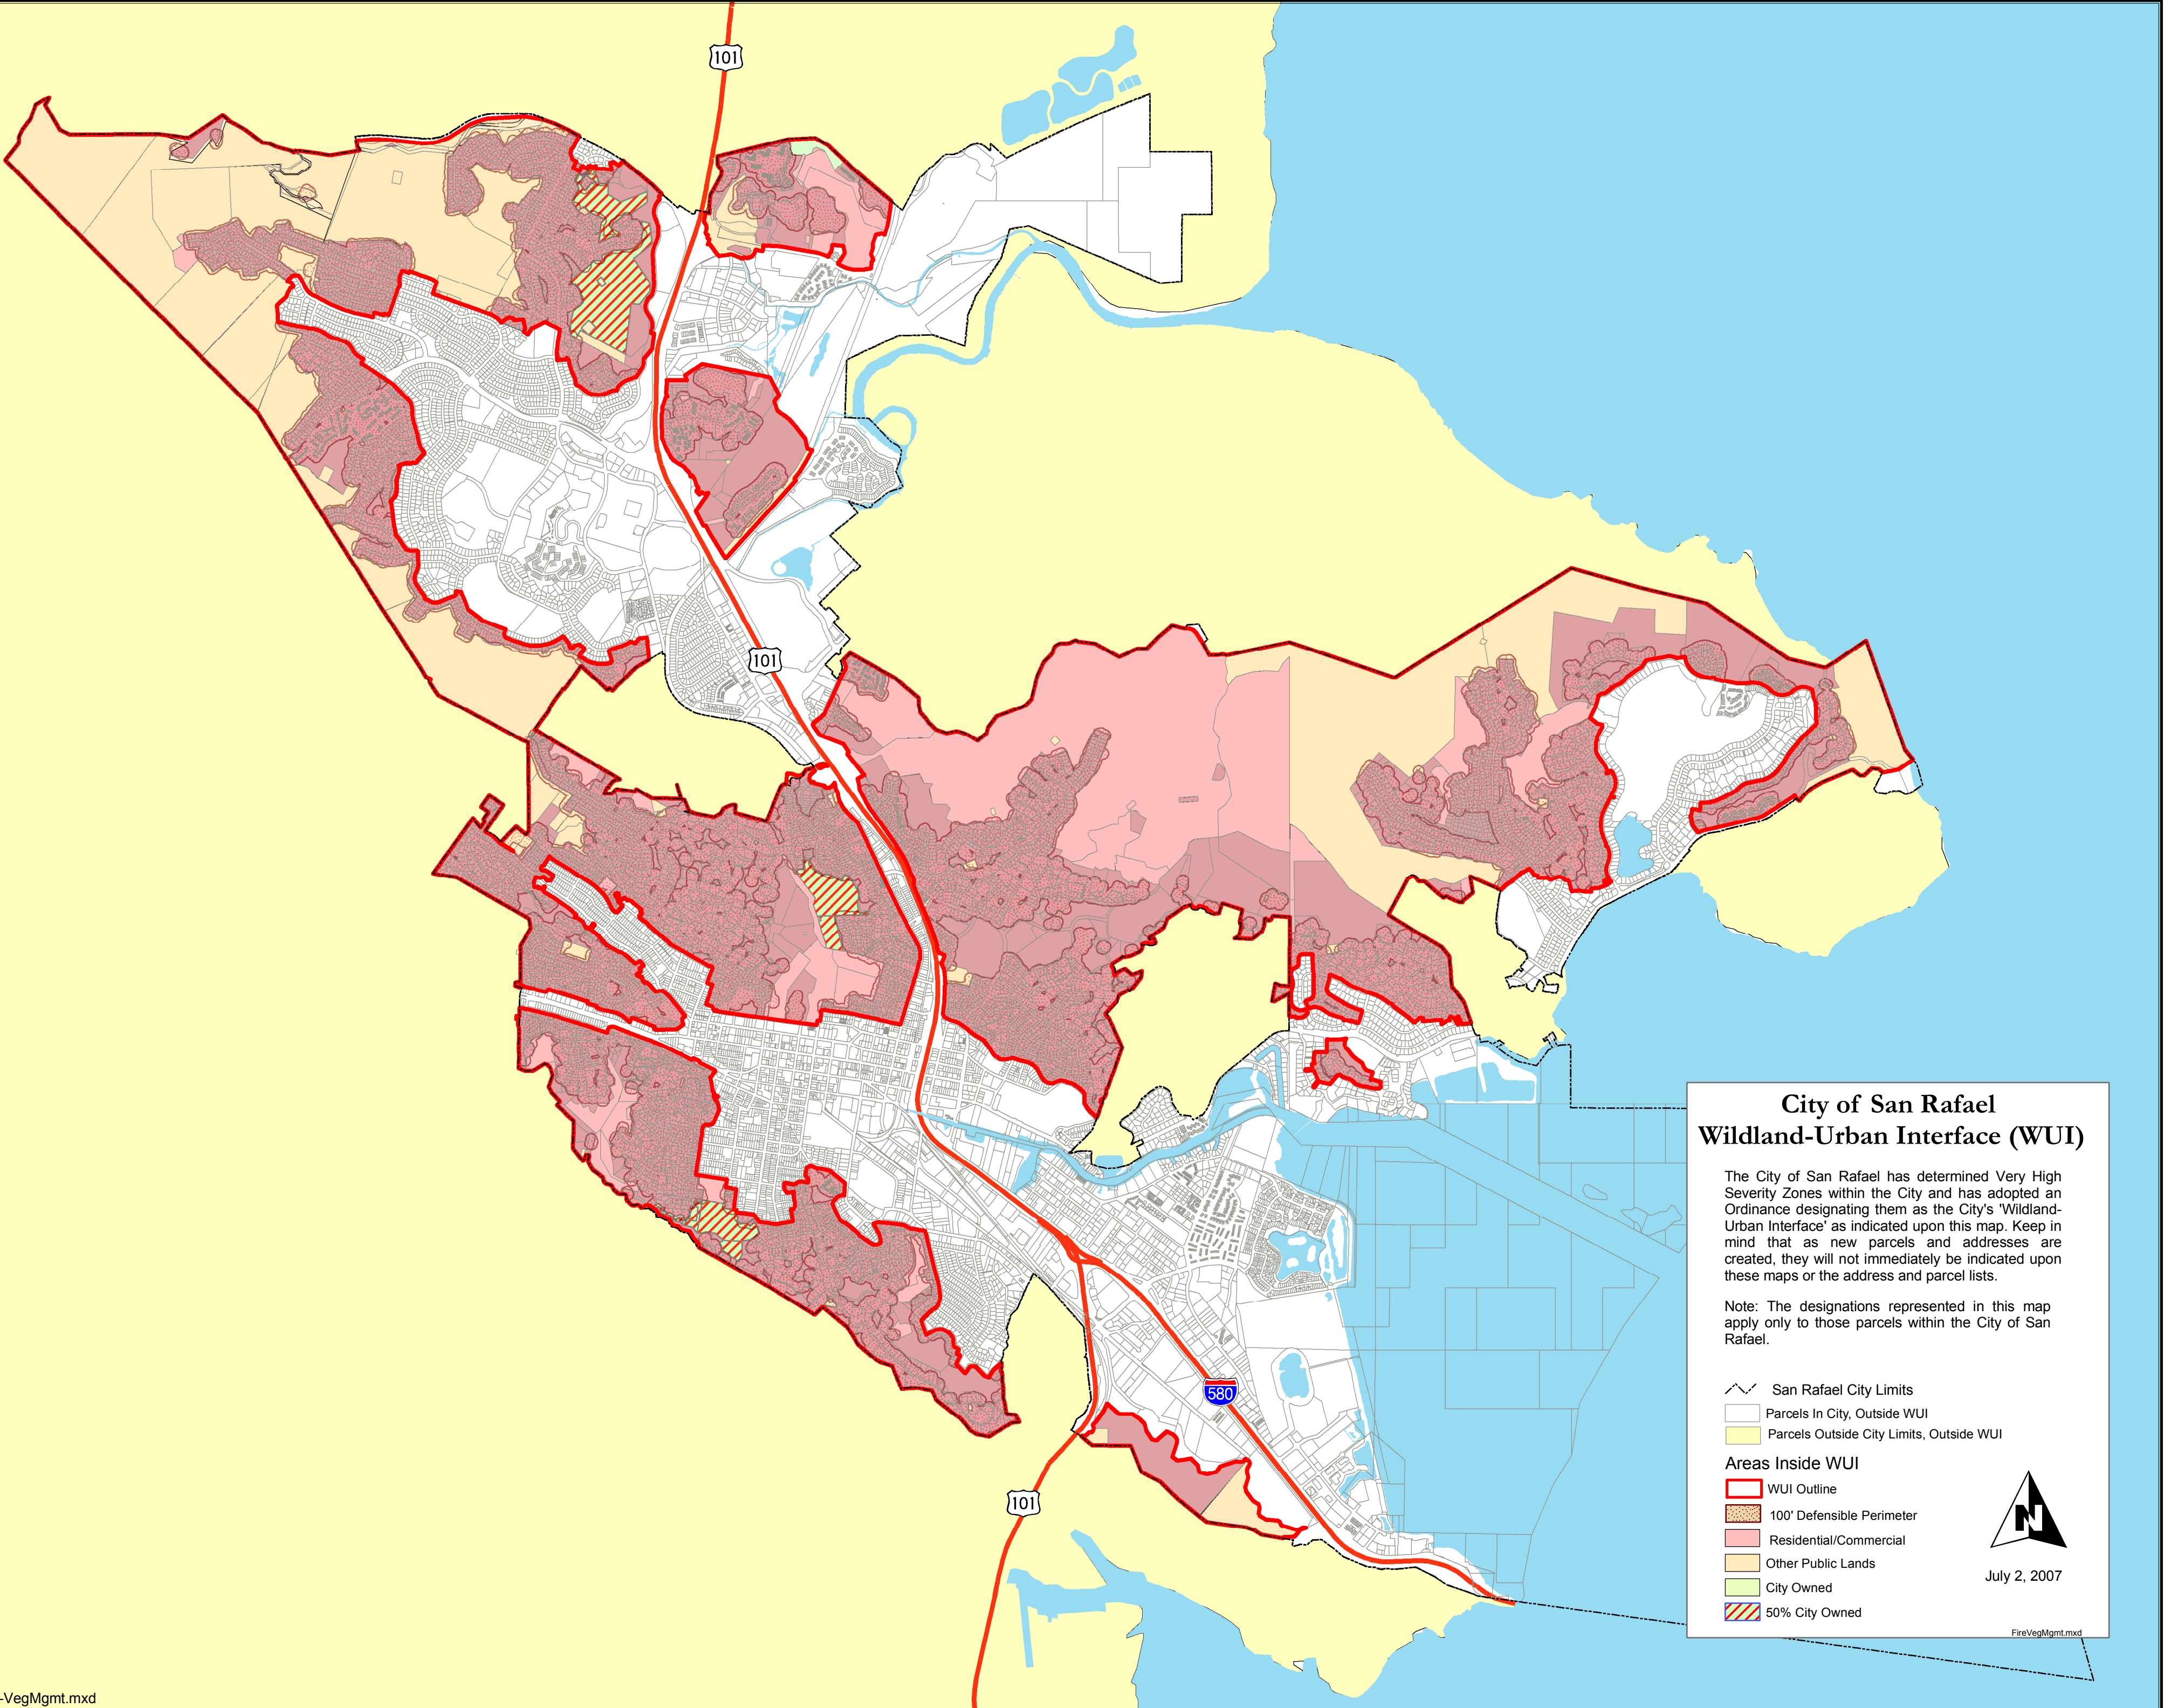 101
101
City of San Rafael
Wildland-Urban Interface (WUI)
The City of San Rafael has determined Very High
Severity Zones within the City and has adopted an
Ordinance designating them as the City's 'Wildland-
Urban Interface' as indicated upon this map. Keep in
mind that as new parcels and addresses are
created, they will not immediately be indicated upon
these maps or the address and parcel lists.
Note: The designations represented in this map
apply only to those parcels within the City of San
Rafael.
580
San Rafael City Limits
Parcels In City, Outside WUI
Parcels Outside City Limits, Outside WUI
Areas Inside WUI
WUI Outline
101
100' Defensible Perimeter
Residential/Commercial
Other Public Lands
N
July 2, 2007
City Owned
50% City Owned
FireVegMgmt.mxd
-VegMgmt.mxd